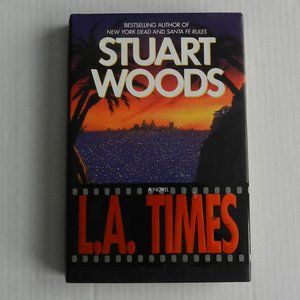 BESTSELLING AUTHOR OF
NEW YORK DEAD AND SANTA FE RULES
STUART
WOODS
A NOVEL
L.A. TIMES